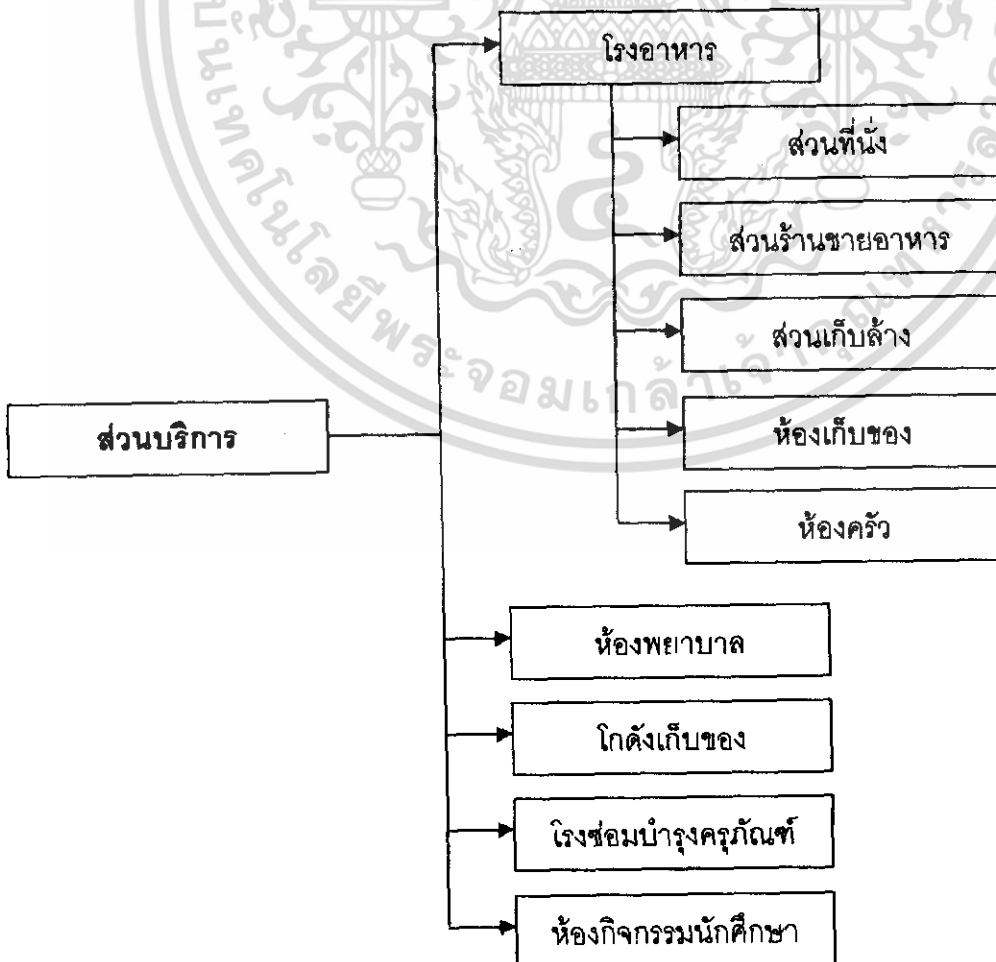 โรงอาหาร
ส่วนที่นั่ง
ส่วนร้านขายอาหาร
ส่วนเก็บล้าง
ห้องเก็บของ
ห้องครัว
ส่วนบริการ
ห้องพยาบาล
โกดังเก็บของ
โรงซ่อมบำรุงครุภัณฑ์
ห้องกิจกรรมนักศึกษา